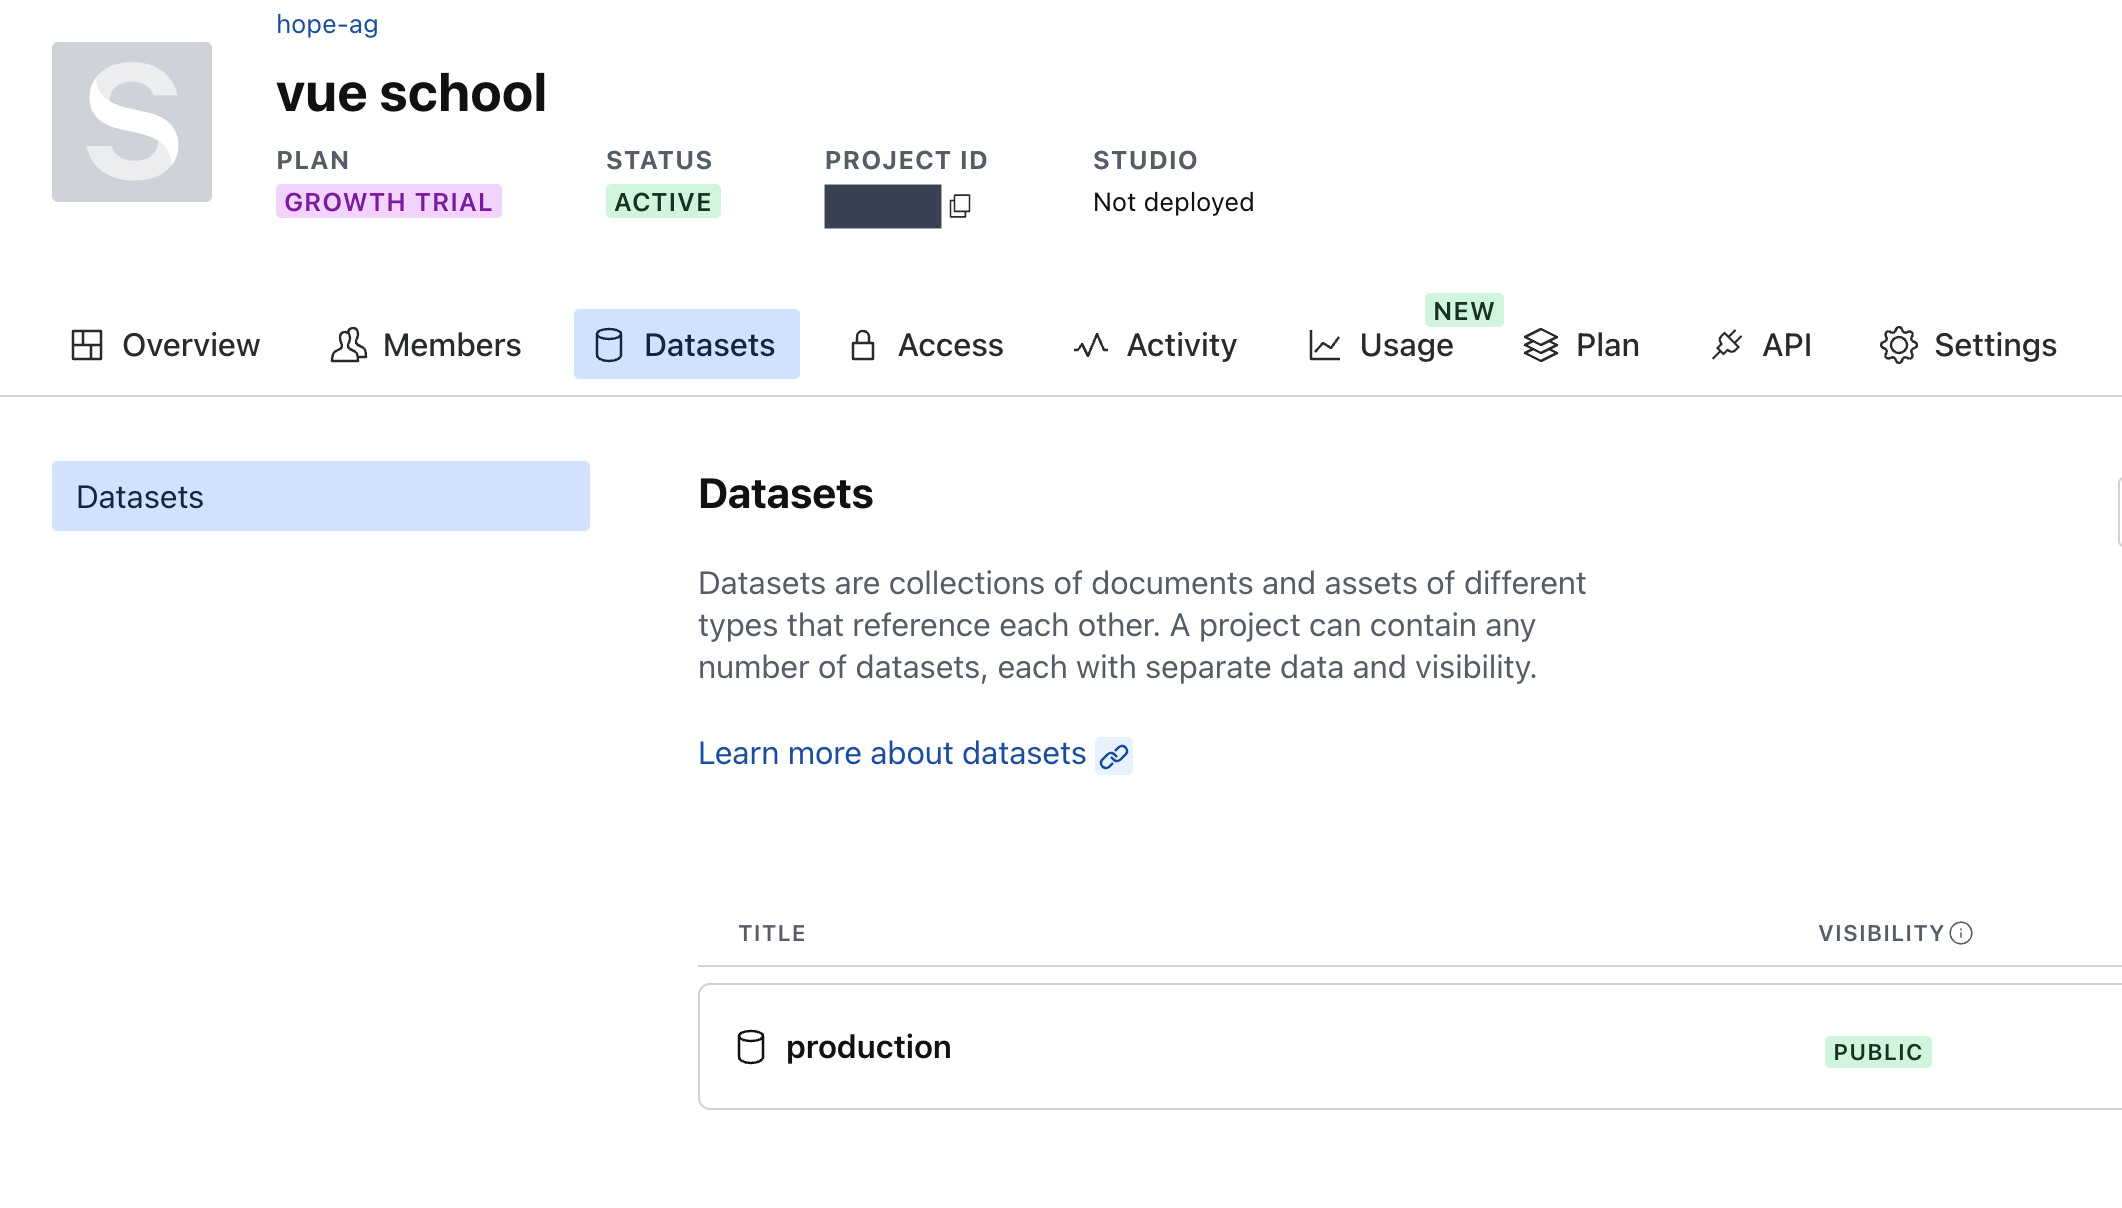 hope-ag
S
vue school
PLAN STATUS PROJECT ID STUDIO
GROWTH TRIAL ACTIVE Not deployed
NEW
Overview Members Datasets Access Activity Usage Plan API Settings
Datasets
Datasets
Datasets are collections of documents and assets of different
types that reference each other. A project can contain any
number of datasets, each with separate data and visibility.
Learn more about datasets
TITLE VISIBILITY
production PUBLIC